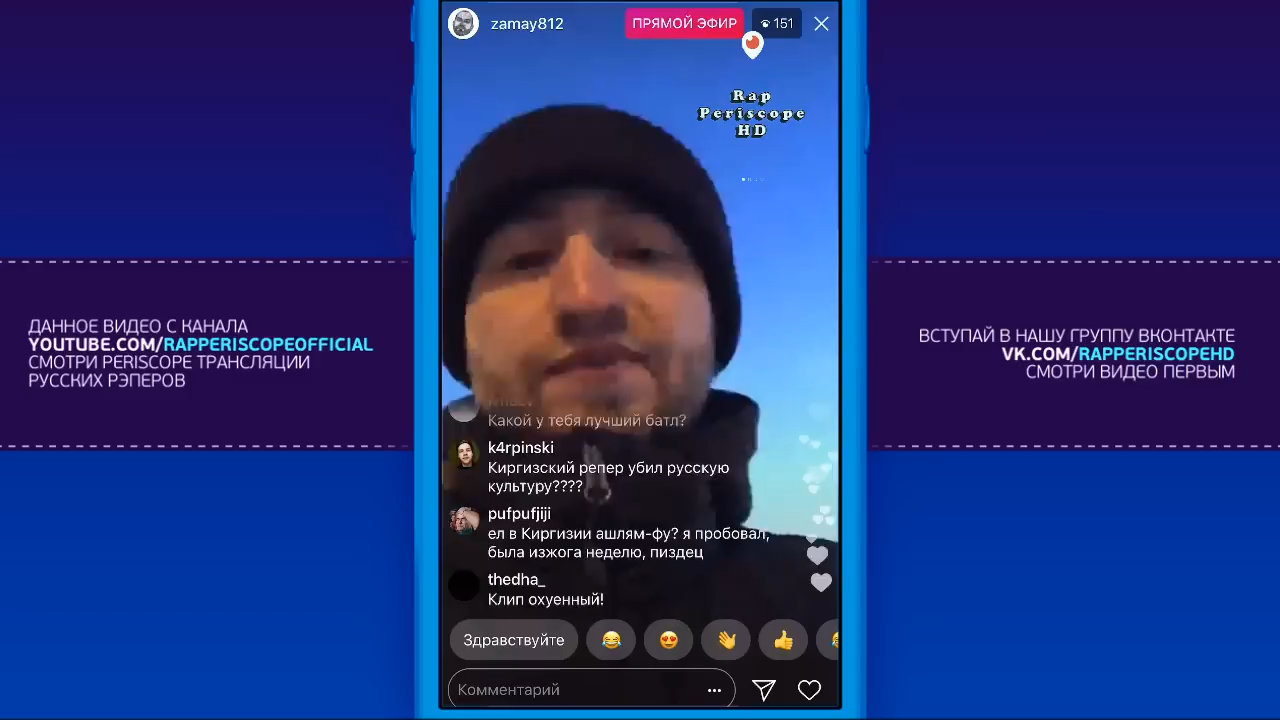 zamay812
ПРЯМОЙ ЭФИР
151
Rap
Periscope
HD
ДАННОЕ ВИДЕО С КАНАЛА
YOUTUBE.COM/RAPPERISCOPEOFFICIAL
СМОТРИ PERISCOPE ТРАНСЛЯЦИИ
РУССКИХ РЭПЕРОВ
ВСТУПАЙ В НАШУ ГРУППУ ВКОНТАКТЕ
VK.COM/RAPPERISCOPEHD
СМОТРИ ВИДЕО ПЕРВЫМ
Какой у тебя лучший батл?
k4rpinski
Киргизский репер убил русскую
культуру????
pufpufjiji
ел в Киргизии ашлям-фу? я пробовал,
была изжога неделю, пиздец
thedha_
Клип охуенный!
Здравствуйте
Комментарий